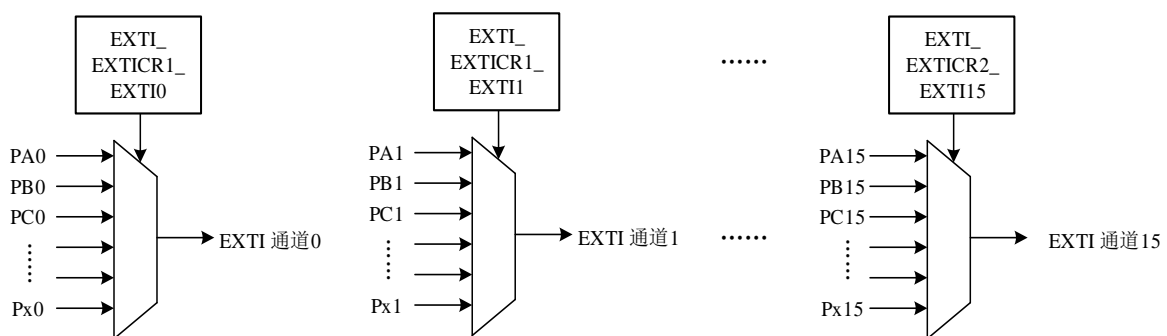 EXTI_
EXTICR1_
EXTI0
EXTI_
EXTICR1_
EXTI1
······
EXTI_
EXTICR2_
EXTI15
PA0
PB0
PC0
Px0
EXTI 通道0
PA1
PB1
PC1
Px1
EXTI 通道1
······
PA15
PB15
PC15
Px15
EXTI 通道15